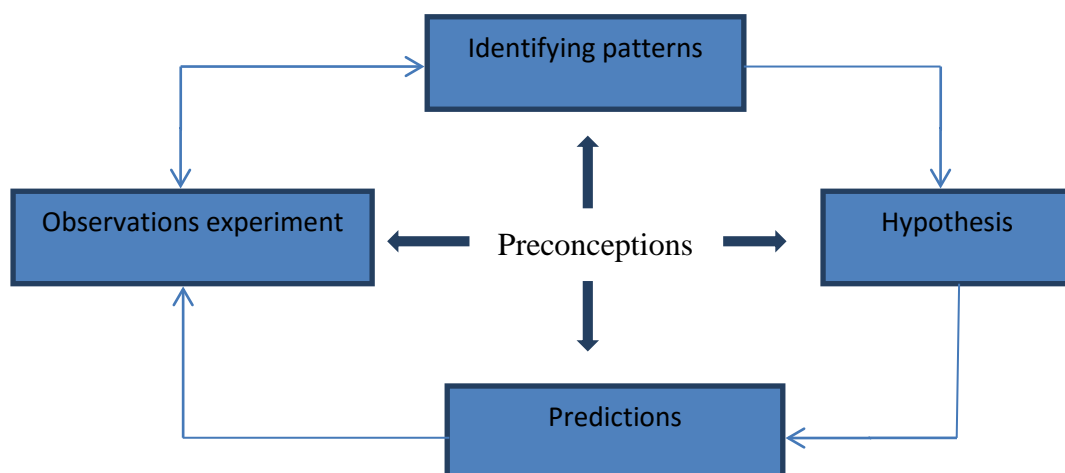 Identifying patterns
Observations experiment
Hypothesis
Preconceptions
Predictions